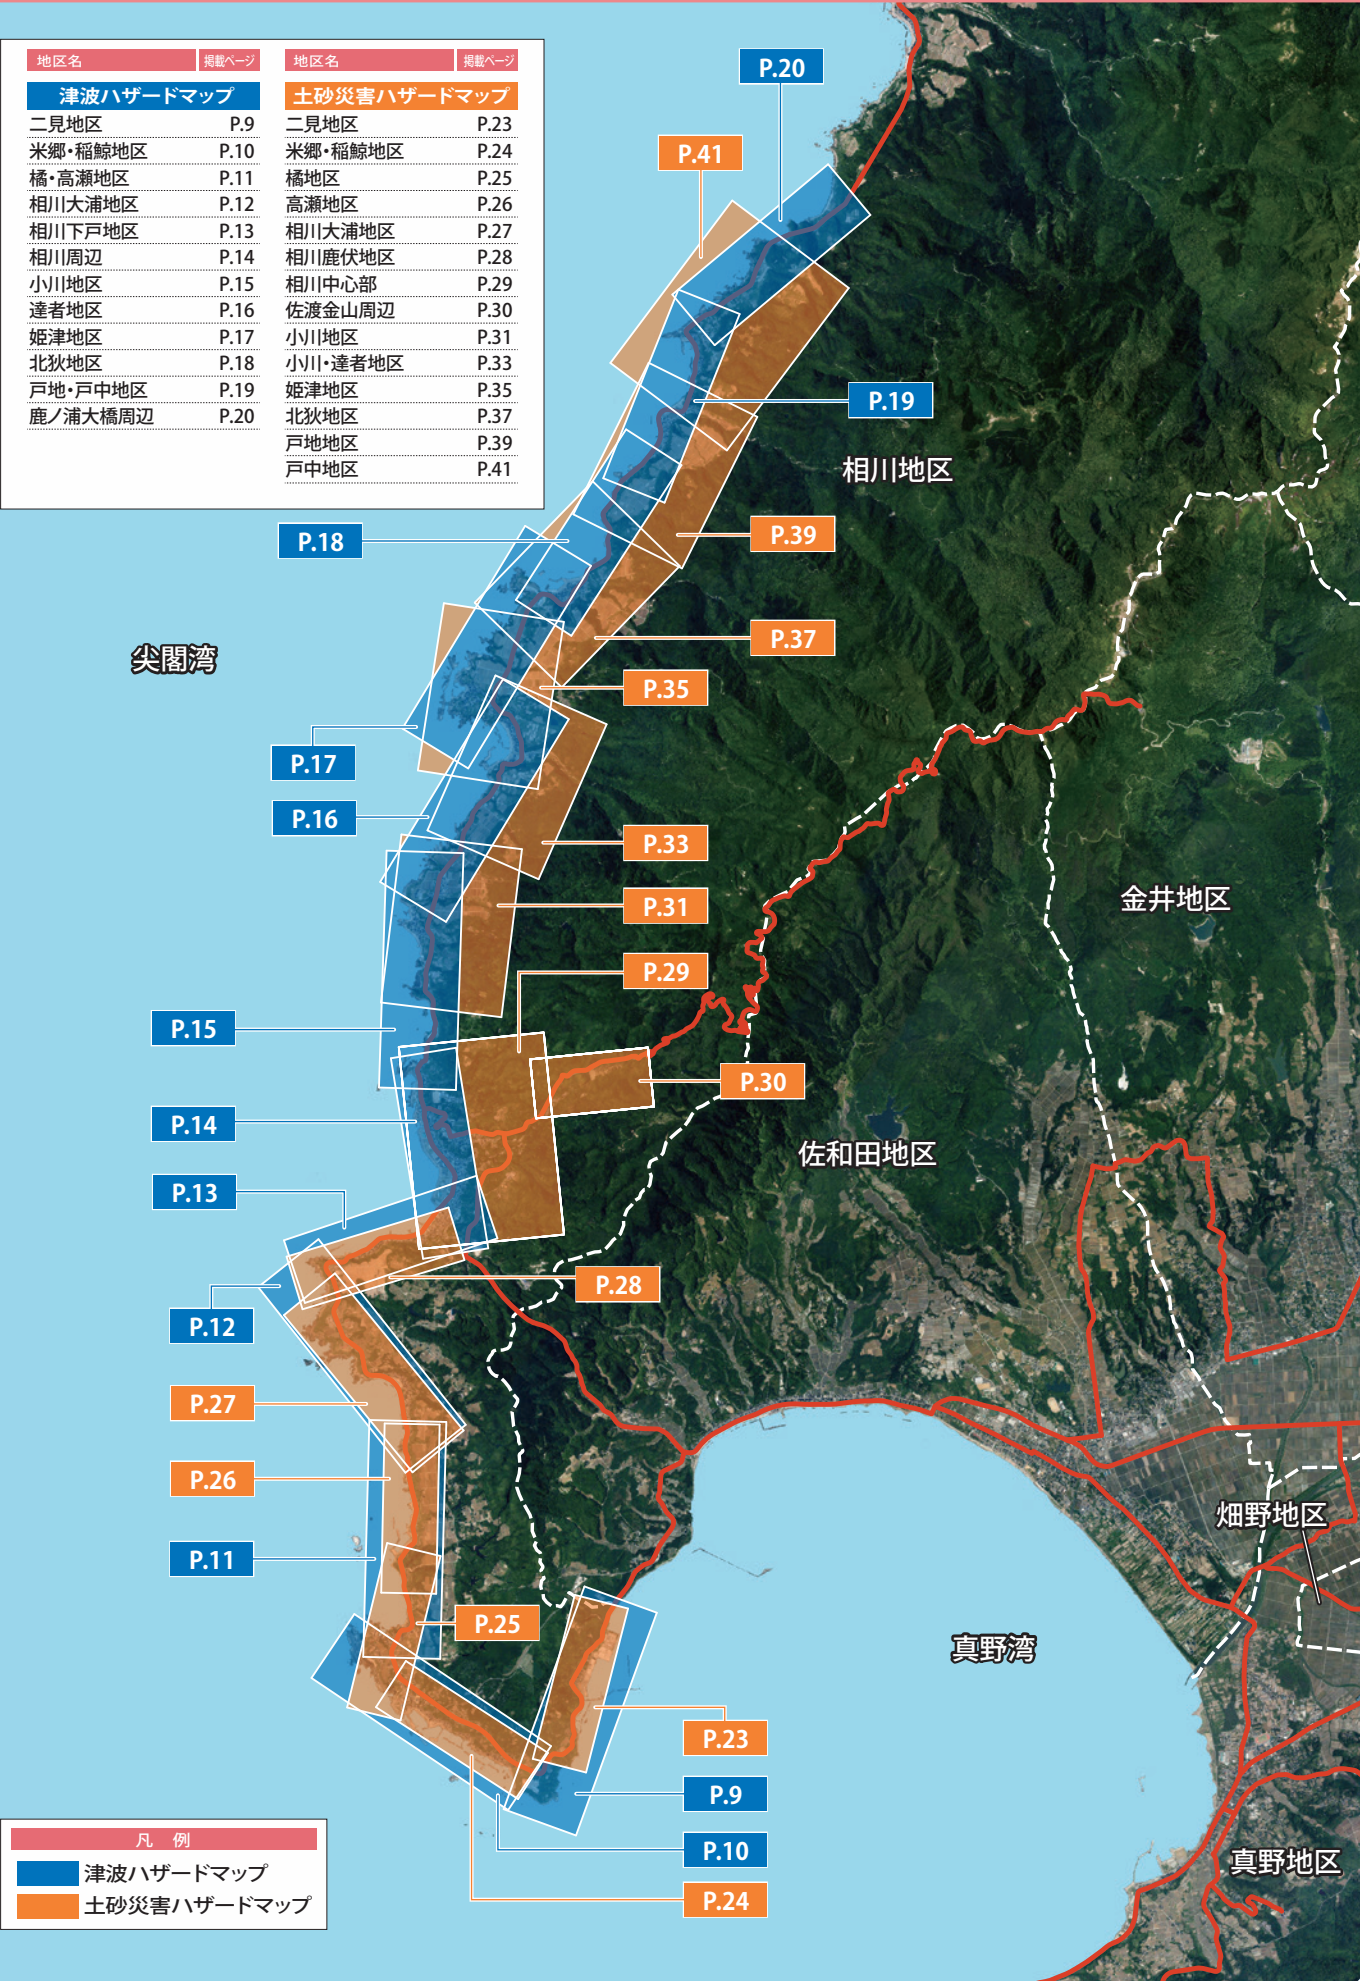 地区名 掲載ページ
津波ハザードマップ
二見地区 P.9
米郷・稲鯨地区 P.10
橘・高瀬地区 P.11
相川大浦地区 P.12
相川下戸地区 P.13
相川周辺 P.14
小川地区 P.15
達者地区 P.16
姫津地区 P.17
北狄地区 P.18
戸地・戸中地区 P.19
鹿ノ浦大橋周辺 P.20
地区名 掲載ページ
土砂災害ハザードマップ
二見地区 P.23
米郷・稲鯨地区 P.24
橘地区 P.25
高瀬地区 P.26
相川大浦地区 P.27
相川鹿伏地区 P.28
相川中心部 P.29
佐渡金山周辺 P.30
小川地区 P.31
小川・達者地区 P.33
姫津地区 P.35
北狄地区 P.37
戸地地区 P.39
戸中地区 P.41
P.20
P.41
P.19
相川地区
P.18
P.39
P.37
尖閣湾
P.35
P.17
P.16
P.33
金井地区
P.31
P.29
P.15
P.30
P.14
佐和田地区
P.13
P.28
P.12
P.27
P.26
畑野地区
P.11
P.25
真野湾
P.23
P.9
P.10
真野地区
P.24
凡 例
津波ハザードマップ
土砂災害ハザードマップ